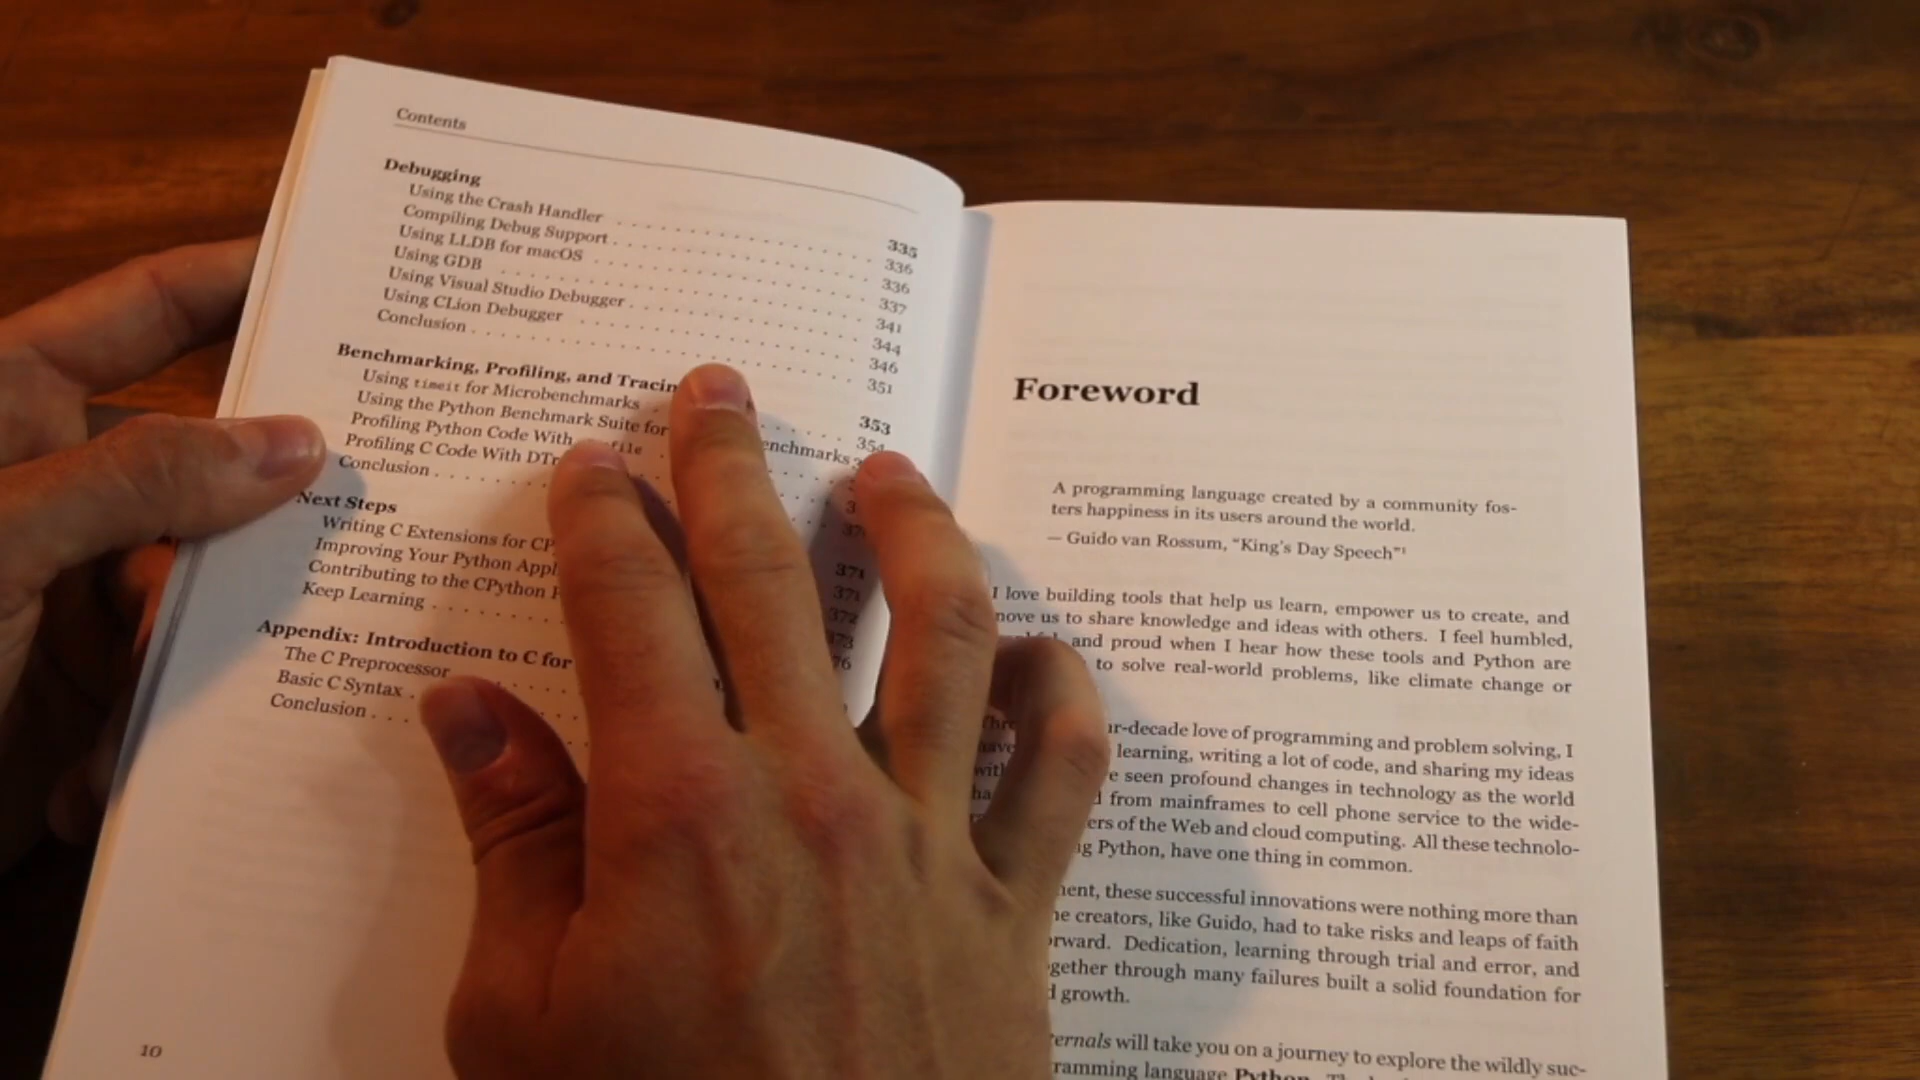 Contents
Debugging 335
Using the Crash Handler 336
Compiling Debug Support 336
Using LLDB for macOS 337
Using GDB 341
Using Visual Studio Debugger 344
Using CLion Debugger 346
Conclusion 351
Benchmarking, Profiling, and 353
Using timeit for Microbenchmarks 354
Using the Python Benchmark Suite for
Profiling Python Code With
Profiling C Code With
Conclusion
Next Steps 371
Writing C Extensions for 371
Improving Your Python 372
Contributing to the CPython
Keep Learning
Appendix: Introduction to C for
The C Preprocessor
Basic C Syntax
Conclusion
10
Foreword
A programming language created by a community fos-
ters happiness in its users around the world.
— Guido van Rossum, “King’s Day Speech”1
I love building tools that help us learn, empower us to create, and
move us to share knowledge and ideas with others. I feel humbled,
and proud when I hear how these tools and Python are
to solve real-world problems, like climate change or
love of programming and problem solving, I
learning, writing a lot of code, and sharing my ideas
seen profound changes in technology as the world
from mainframes to cell phone service to the wide-
of the Web and cloud computing. All these technolo-
Python, have one thing in common.
these successful innovations were nothing more than
creators, like Guido, had to take risks and leaps of faith
Dedication, learning through trial and error, and
through many failures built a solid foundation for
growth.
will take you on a journey to explore the wildly suc-
language Python.